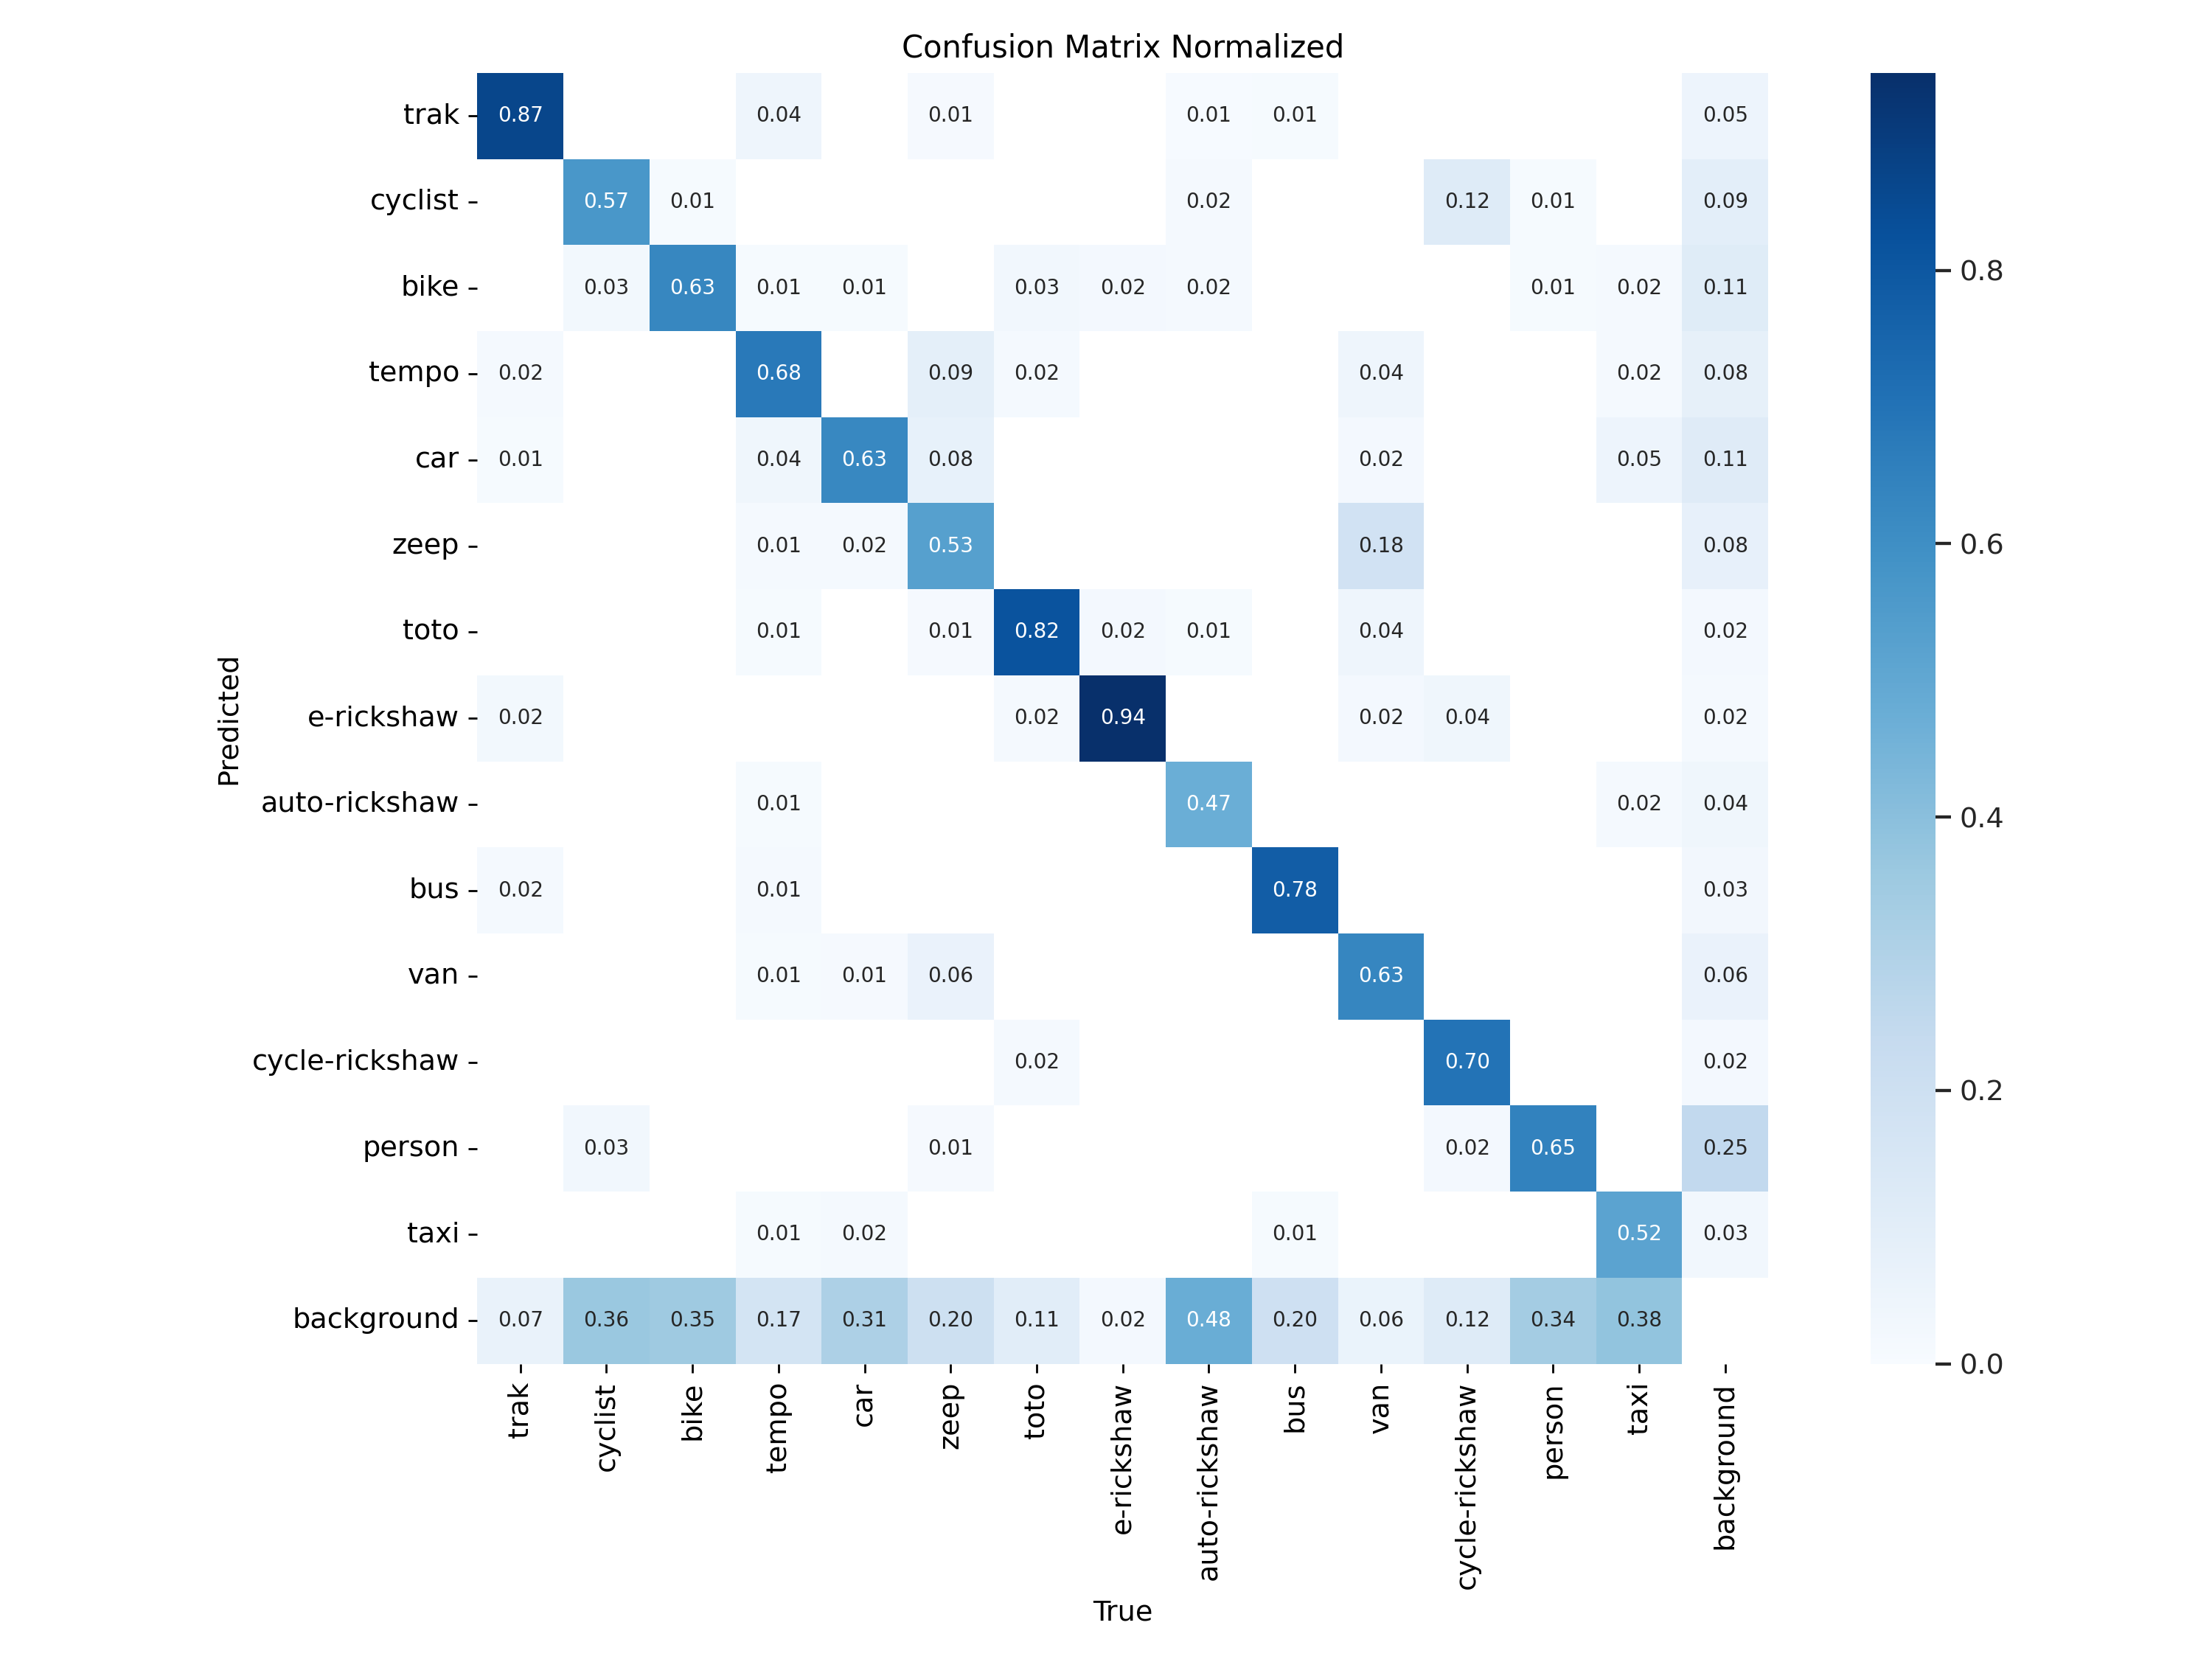 Confusion Matrix Normalized
trak 0.87 0.04 0.01 0.01 0.01 0.05
cyclist 0.57 0.01 0.02 0.12 0.01 0.09
bike 0.03 0.63 0.01 0.01 0.03 0.02 0.02 0.01 0.02 0.11
tempo 0.02 0.68 0.09 0.02 0.04 0.02 0.08
car 0.01 0.04 0.63 0.08 0.02 0.05 0.11
zeep 0.01 0.02 0.53 0.18 0.08
toto 0.01 0.01 0.82 0.02 0.01 0.04 0.02
e-rickshaw 0.02 0.02 0.94 0.02 0.04 0.02
auto-rickshaw 0.01 0.47 0.02 0.04
bus 0.02 0.01 0.78 0.03
van 0.01 0.01 0.06 0.63 0.06
cycle-rickshaw 0.02 0.70 0.02
person 0.03 0.01 0.02 0.65 0.25
taxi 0.01 0.02 0.01 0.52 0.03
background 0.07 0.36 0.35 0.17 0.31 0.20 0.11 0.02 0.48 0.20 0.06 0.12 0.34 0.38
trak cyclist bike tempo car zeep toto e-rickshaw auto-rickshaw bus van cycle-rickshaw person taxi background
True
Predicted
0.8
0.6
0.4
0.2
0.0